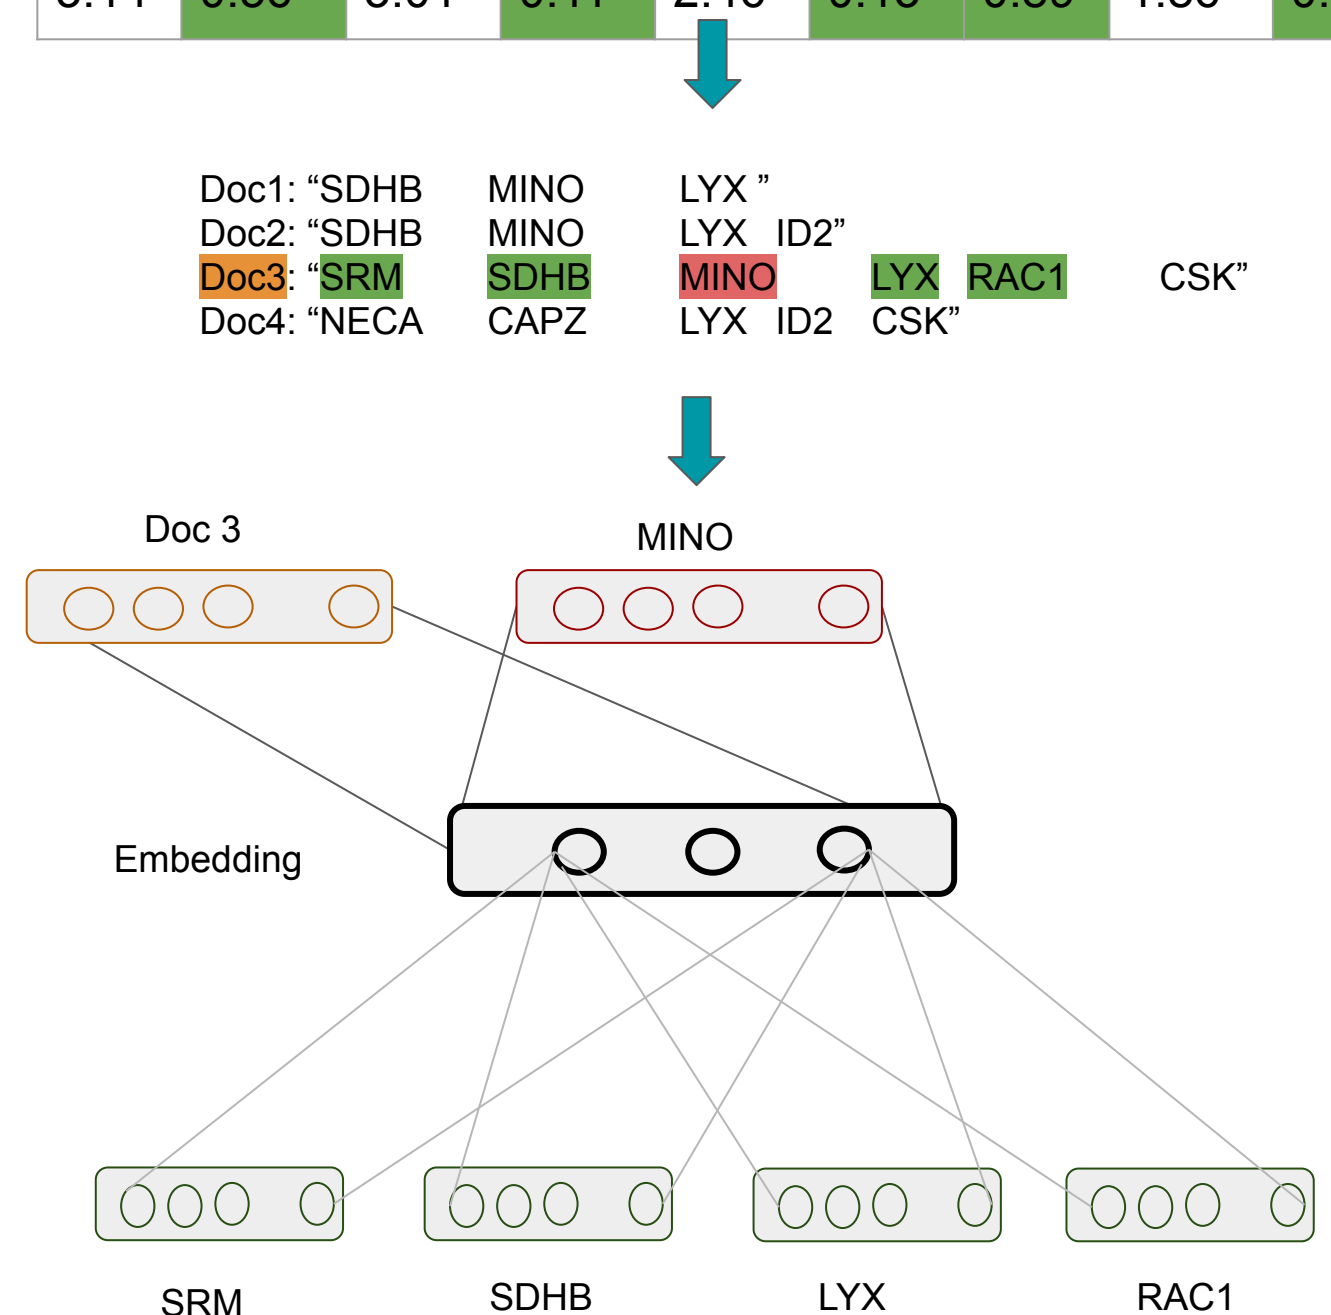 Doc1: “SDHB MINO LYX ”
Doc2: “SDHB MINO LYX ID2”
Doc3: “SRM SDHB MINO LYX RAC1 CSK”
Doc4: “NECA CAPZ LYX ID2 CSK”
Doc 3 MINO
Embedding
SRM SDHB LYX RAC1